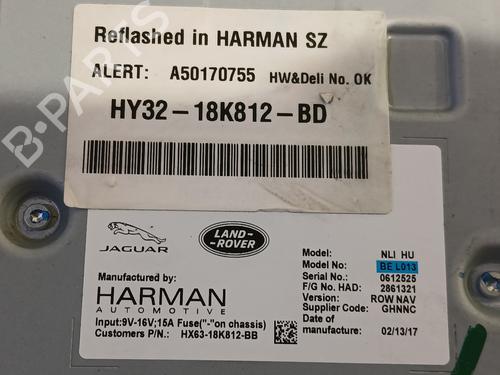 Reflashed in HARMAN SZ
ALERT: A50170755 HW&Deli No. OK
HY32-18K812-BD
B-PARTS
JAGUAR
LAND-
ROVER
Manufactured by:
HARMAN
AUTOMOTIVE
Input:9V-16V;15A Fuse("-"on chassis)
Customers P/N.: HX63-18K812-BB
Model: NLI HU
Model No: BE L013
Serial No.: 0612525
F/G No. HAD: 2861321
Version: ROW NAV
Supplier Code: GHNNC
Date of
manufacture: 02/13/17